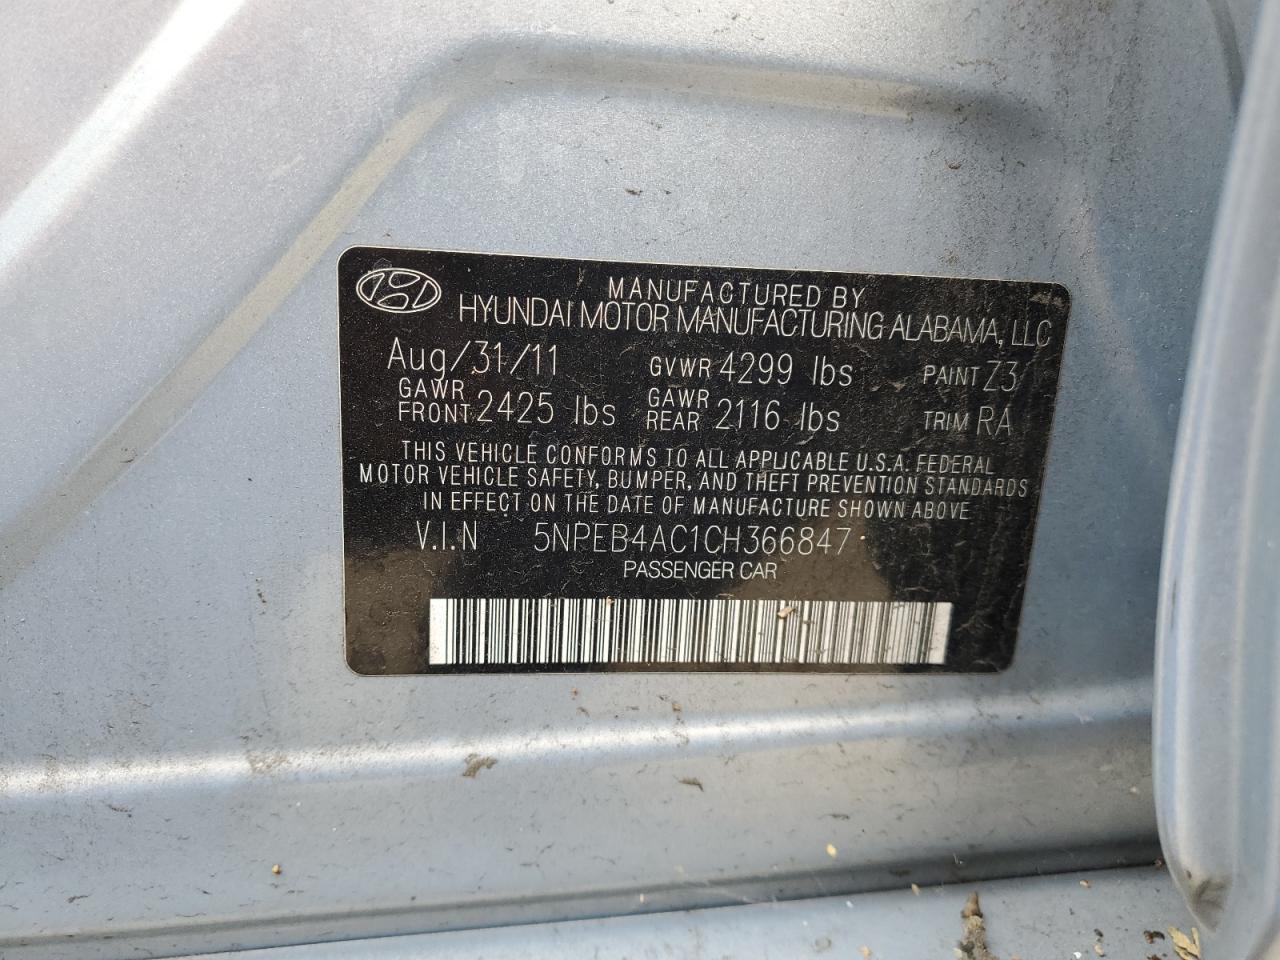 MANUFACTURED BY
HYUNDAI MOTOR MANUFACTURING ALABAMA, LLC
Aug/31/11 GVWR 4299 lbs PAINT Z3
GAWR FRONT 2425 lbs GAWR REAR 2116 lbs TRIM RA
THIS VEHICLE CONFORMS TO ALL APPLICABLE U.S.A. FEDERAL
MOTOR VEHICLE SAFETY, BUMPER, AND THEFT PREVENTION STANDARDS
IN EFFECT ON THE DATE OF MANUFACTURE SHOWN ABOVE
V.I.N 5NPEB4AC1CH366847
PASSENGER CAR